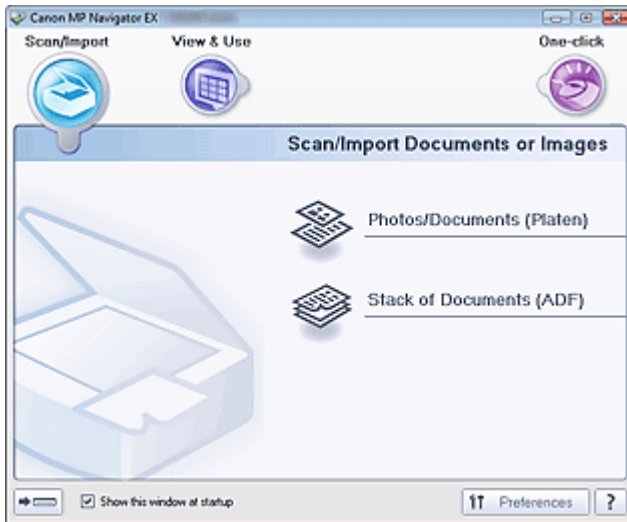 Canon MP Navigator EX
Scan/Import
View & Use
One-click
Scan/Import Documents or Images
Photos/Documents (Platen)
Stack of Documents (ADF)
Show this window at startup
Preferences
?